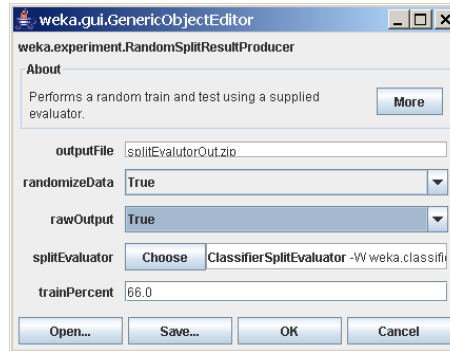 weka.gui.GenericObjectEditor
weka.experiment.RandomSplitResultProducer
About
Performs a random train and test using a supplied
evaluator.
More
outputFile splitEvalutorOut.zip
randomizeData True
rawOutput True
splitEvaluator Choose ClassifierSplitEvaluator -W weka.classifi
trainPercent 66.0
Open... Save... OK Cancel